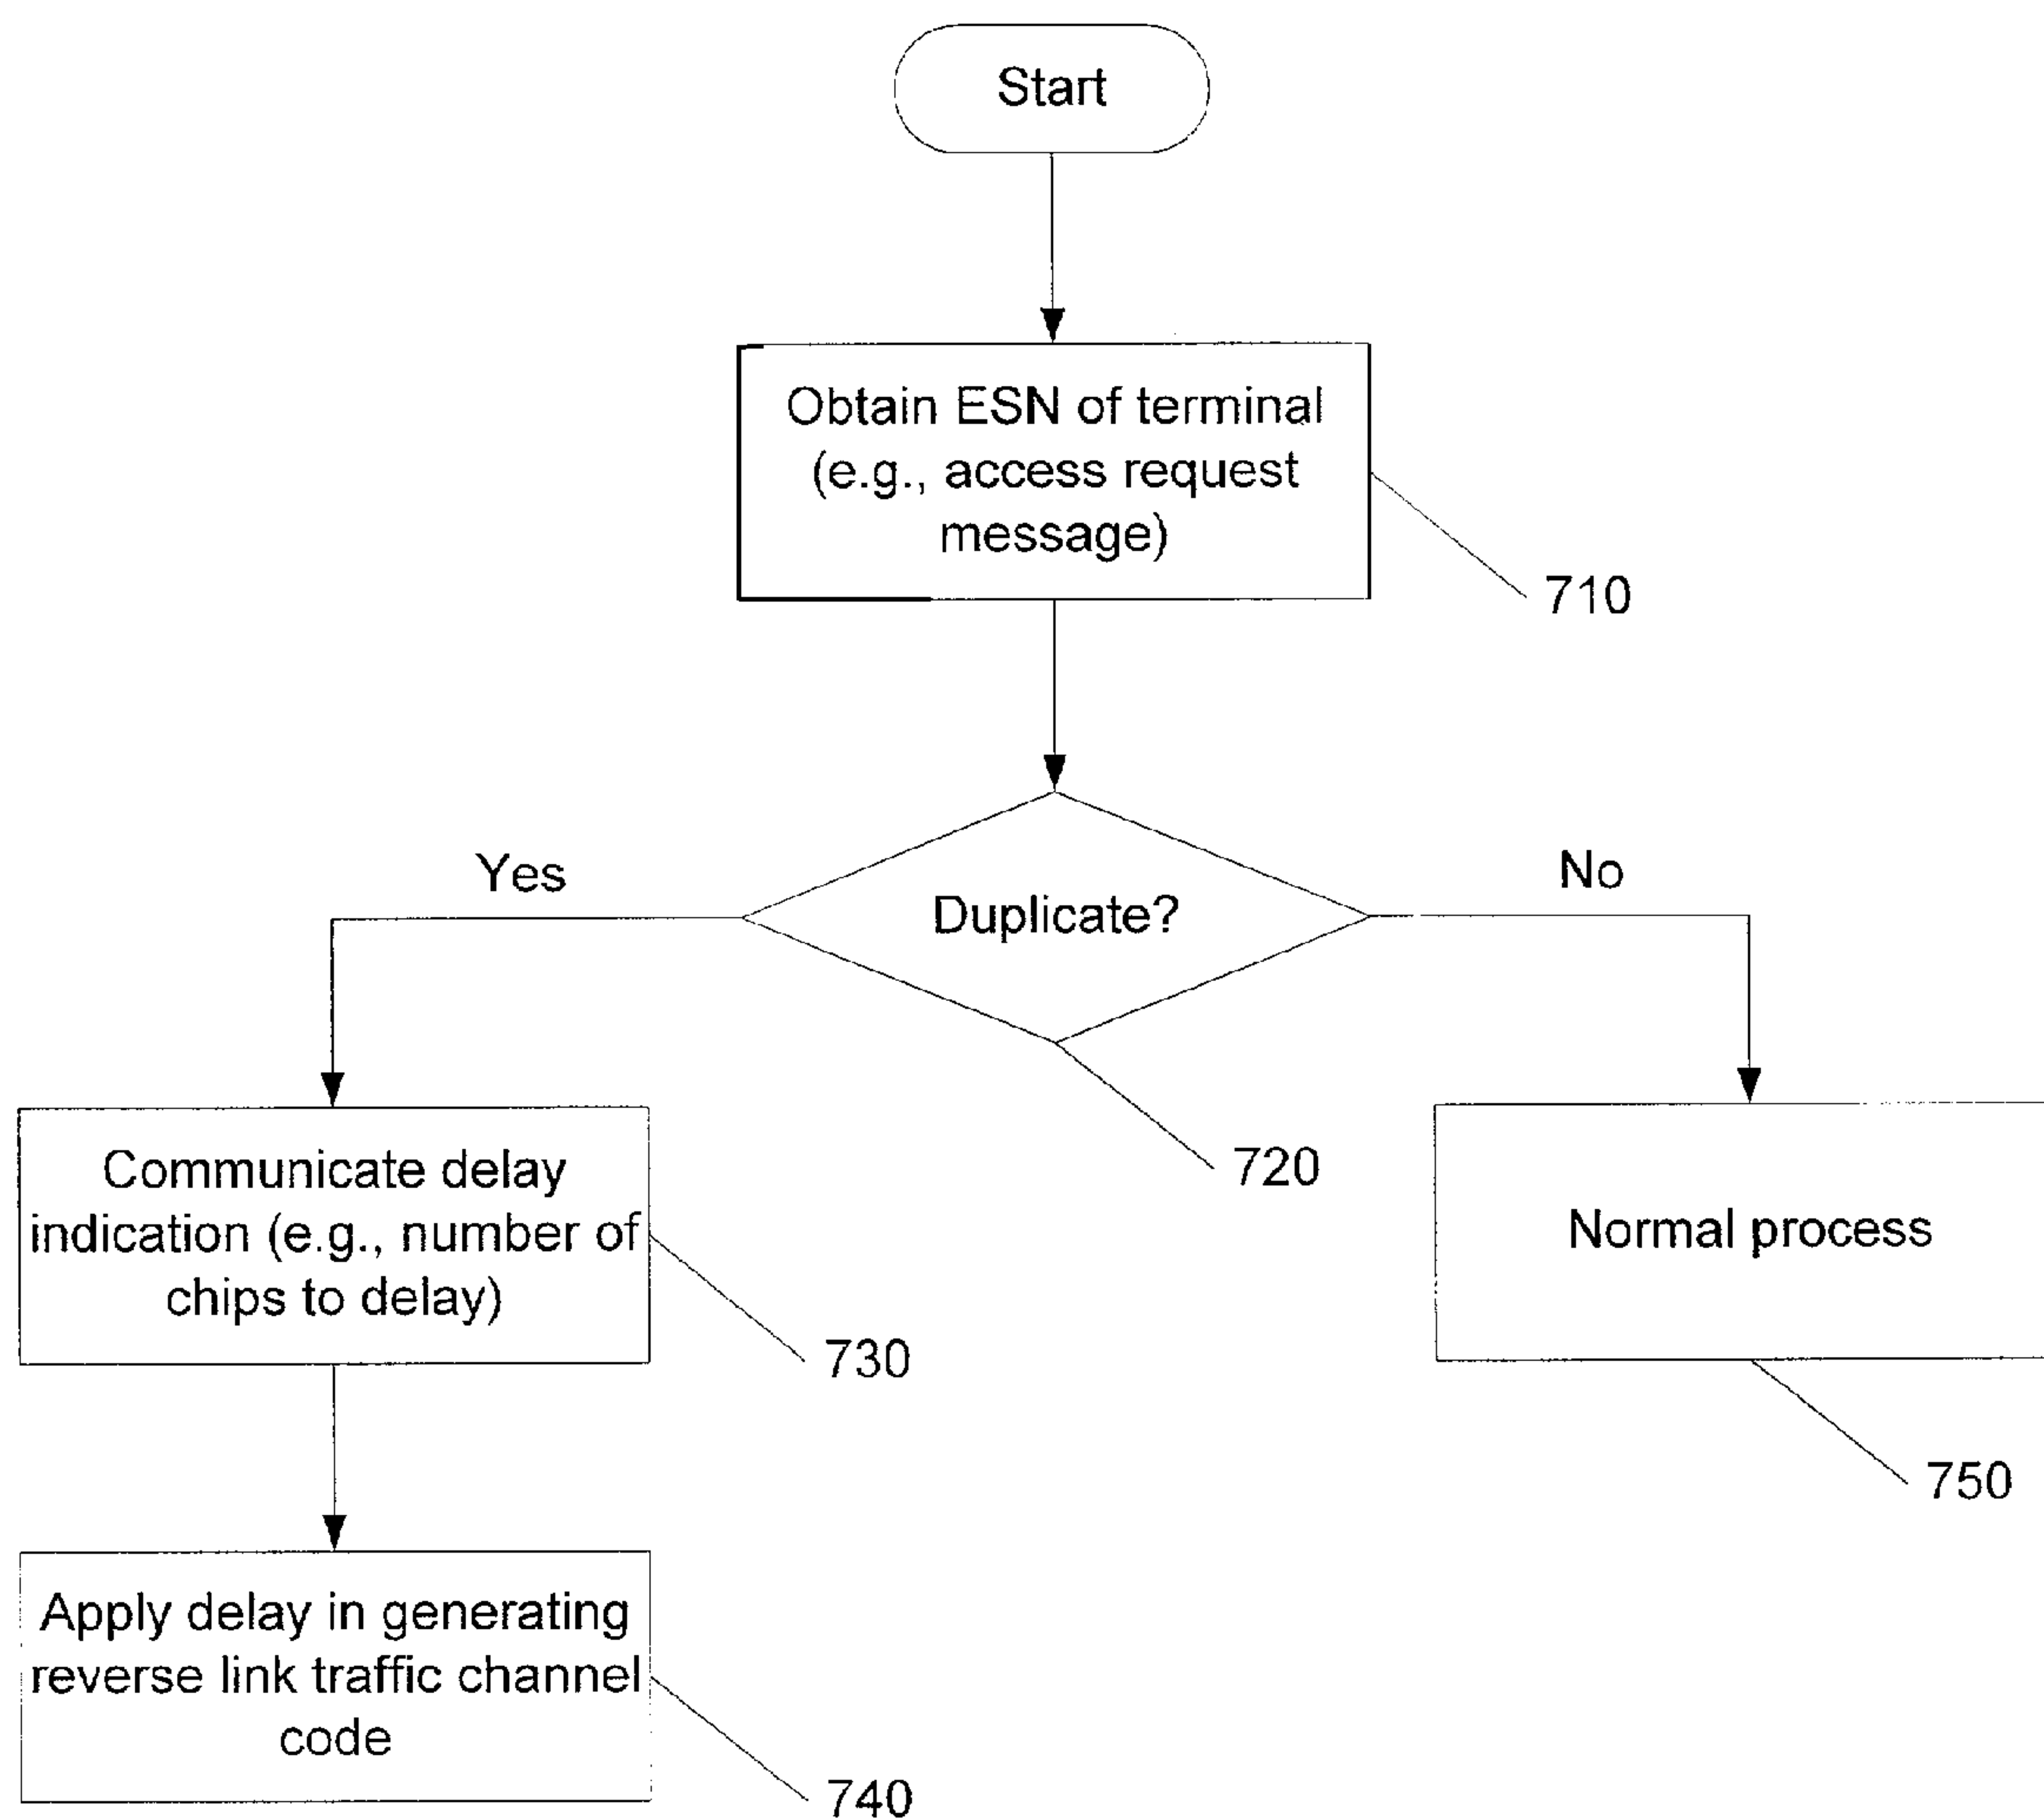 Start
Obtain ESN of terminal
(e.g., access request
message)
710
Yes
Duplicate?
No
720
Communicate delay
indication (e.g., number of
chips to delay)
730
Normal process
750
Apply delay in generating
reverse link traffic channel
code
740